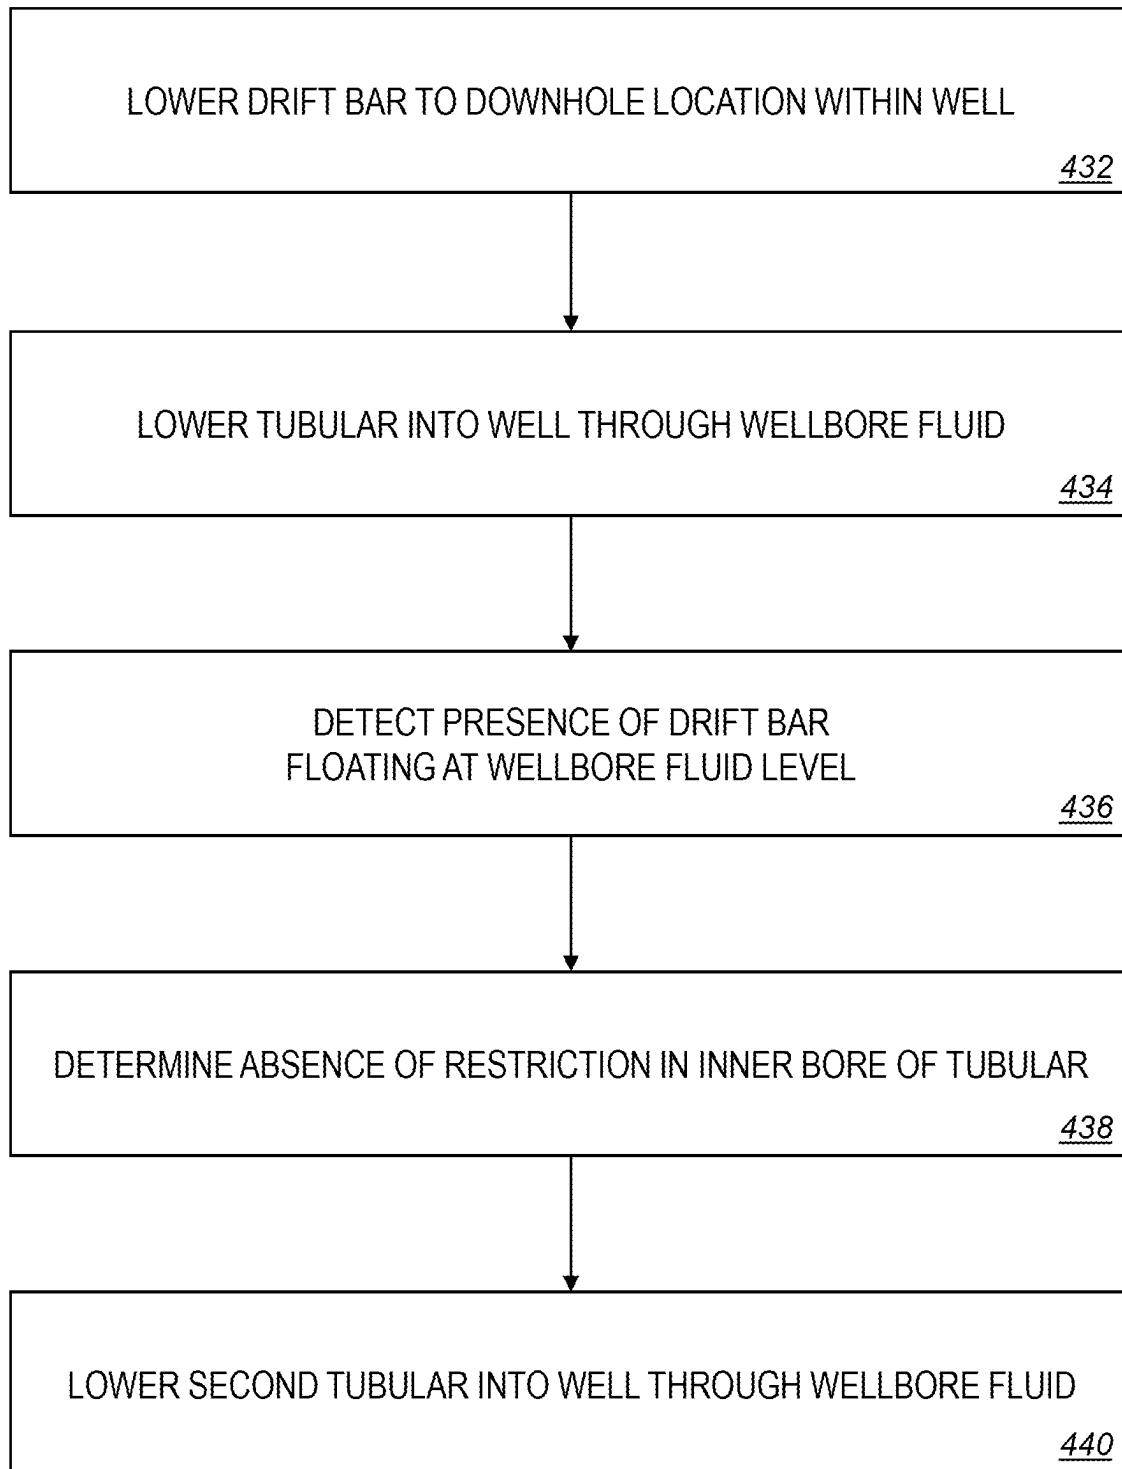 LOWER DRIFT BAR TO DOWNHOLE LOCATION WITHIN WELL
432
LOWER TUBULAR INTO WELL THROUGH WELLBORE FLUID
434
DETECT PRESENCE OF DRIFT BAR
FLOATING AT WELLBORE FLUID LEVEL
436
DETERMINE ABSENCE OF RESTRICTION IN INNER BORE OF TUBULAR
438
LOWER SECOND TUBULAR INTO WELL THROUGH WELLBORE FLUID
440